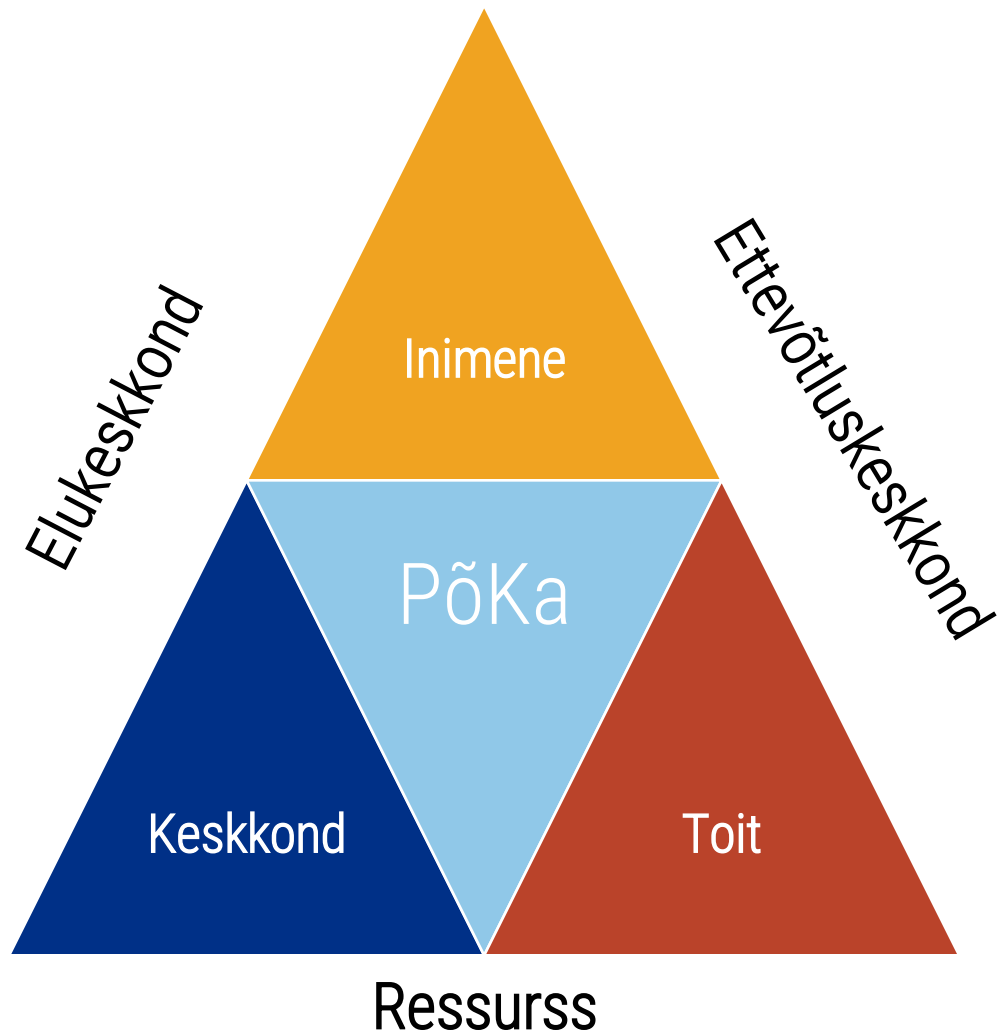 Inimene
Elukeskkond
Ettevõtluskeskkond
PõKa
Keskkond
Toit
Ressurss